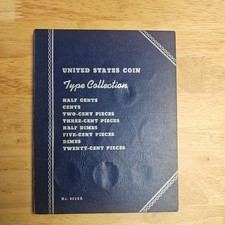 UNITED STATES COIN
Type Collection
HALF CENTS
CENTS
TWO-CENT PIECES
THREE-CENT PIECES
HALF DIMES
FIVE-CENT PIECES
DIMES
TWENTY-CENT PIECES
No.